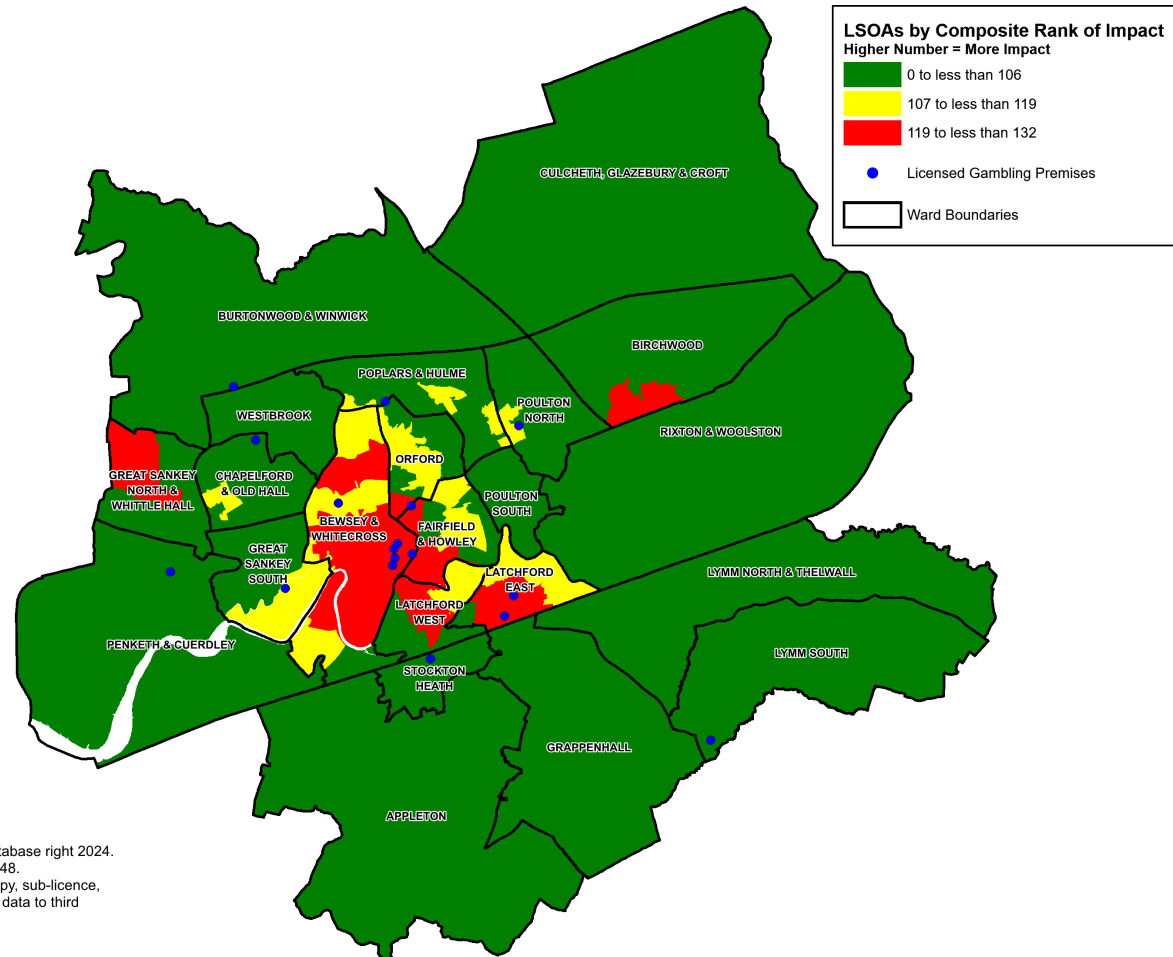 LSOAs by Composite Rank of Impact
Higher Number = More Impact
0 to less than 106
107 to less than 119
119 to less than 132
Licensed Gambling Premises
Ward Boundaries
CULCHETH, GLAZEBURY & CROFT
BURTONWOOD & WINWICK
BIRCHWOOD
POPLARS & HULME
WESTBROOK
POULTON
NORTH
RIXTON & WOOLSTON
ORFORD
GREAT SANKEY
NORTH &
WHITTLE HALL
CHAPELFORD
& OLD HALL
POULTON
SOUTH
BEWSEY &
WHITECROSS
FAIRFIELD
& HOWLEY
GREAT
SANKEY
SOUTH
LATCHFORD
EAST
LYMM NORTH & THELWALL
LATCHFORD
WEST
PENKETH & CUERDLEY
LYMM SOUTH
STOCKTON
HEATH
GRAPPENHALL
APPLETON
tabase right 2024.
48.
py, sub-licence,
data to third